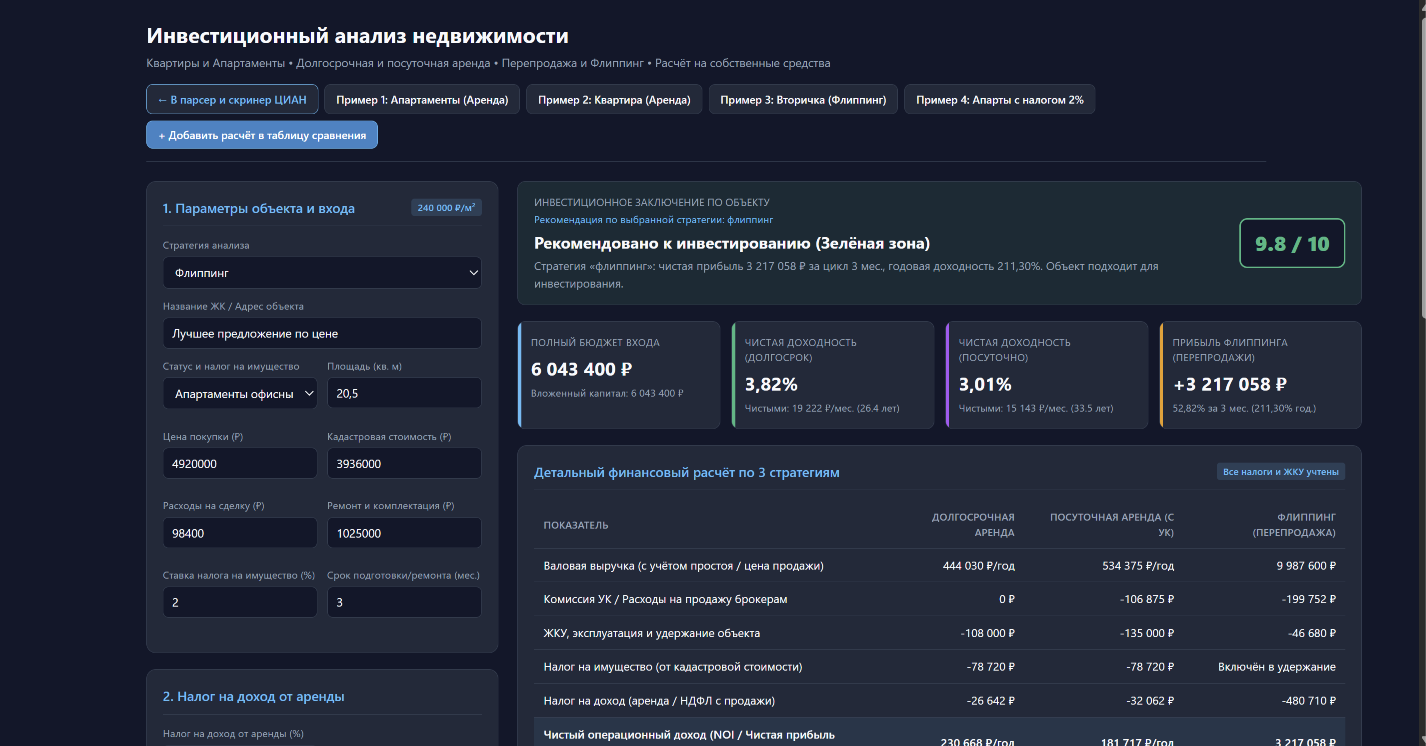 Инвестиционный анализ недвижимости
Квартиры и Апартаменты • Долгосрочная и посуточная аренда • Перепродажа и Флиппинг • Расчёт на собственные средства
← В парсер и скринер ЦИАН
Пример 1: Апартаменты (Аренда)
Пример 2: Квартира (Аренда)
Пример 3: Вторичка (Флиппинг)
Пример 4: Апарты с налогом 2%
+ Добавить расчёт в таблицу сравнения
1. Параметры объекта и входа
240 000 ₽/м²
Стратегия анализа
Флиппинг
Название ЖК / Адрес объекта
Лучшее предложение по цене
Статус и налог на имущество
Площадь (кв. м)
Апартаменты офисны
20,5
Цена покупки (₽)
Кадастровая стоимость (₽)
4920000
3936000
Расходы на сделку (₽)
Ремонт и комплектация (₽)
98400
1025000
Ставка налога на имущество (%)
Срок подготовки/ремонта (мес.)
2
3
2. Налог на доход от аренды
Налог на доход от аренды (%)
ИНВЕСТИЦИОННОЕ ЗАКЛЮЧЕНИЕ ПО ОБЪЕКТУ
Рекомендация по выбранной стратегии: флиппинг
Рекомендовано к инвестированию (Зелёная зона)
Стратегия «флиппинг»: чистая прибыль 3 217 058 ₽ за цикл 3 мес., годовая доходность 211,30%. Объект подходит для
инвестирования.
9.8 / 10
ПОЛНЫЙ БЮДЖЕТ ВХОДА
6 043 400 ₽
Вложенный капитал: 6 043 400 ₽
ЧИСТАЯ ДОХОДНОСТЬ
(ДОЛГОСРОК)
3,82%
Чистыми: 19 222 ₽/мес. (26.4 лет)
ЧИСТАЯ ДОХОДНОСТЬ
(ПОСУТОЧНО)
3,01%
Чистыми: 15 143 ₽/мес. (33.5 лет)
ПРИБЫЛЬ ФЛИППИНГА
(ПЕРЕПРОДАЖИ)
+3 217 058 ₽
52,82% за 3 мес. (211,30% год.)
Детальный финансовый расчёт по 3 стратегиям
Все налоги и ЖКУ учтены
ПОКАЗАТЕЛЬ
ДОЛГОСРОЧНАЯ
АРЕНДА
ПОСУТОЧНАЯ АРЕНДА (С
УК)
ФЛИППИНГ
(ПЕРЕПРОДАЖА)
Валовая выручка (с учётом простоя / цена продажи) 444 030 ₽/год 534 375 ₽/год 9 987 600 ₽
Комиссия УК / Расходы на продажу брокерам 0 ₽ -106 875 ₽ -199 752 ₽
ЖКУ, эксплуатация и удержание объекта -108 000 ₽ -135 000 ₽ -46 680 ₽
Налог на имущество (от кадастровой стоимости) -78 720 ₽ -78 720 ₽ Включён в удержание
Налог на доход (аренда / НДФЛ с продажи) -26 642 ₽ -32 062 ₽ -480 710 ₽
Чистый операционный доход (NOI / Чистая прибыль
230 668 ₽/год 181 717 ₽/год 3 217 058 ₽